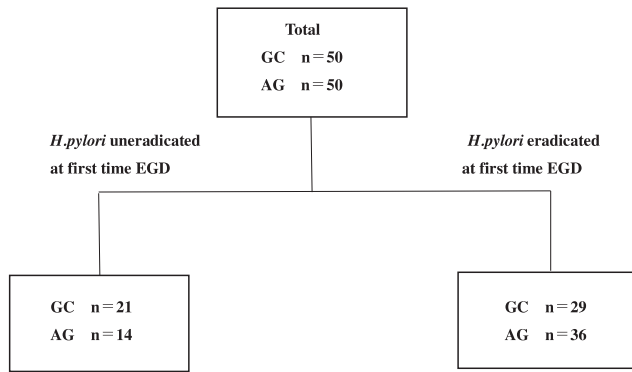 Total
GC n=50
AG n=50
H.pylori uneradicated
at first time EGD
H.pylori eradicated
at first time EGD
GC n=21
AG n=14
GC n=29
AG n=36